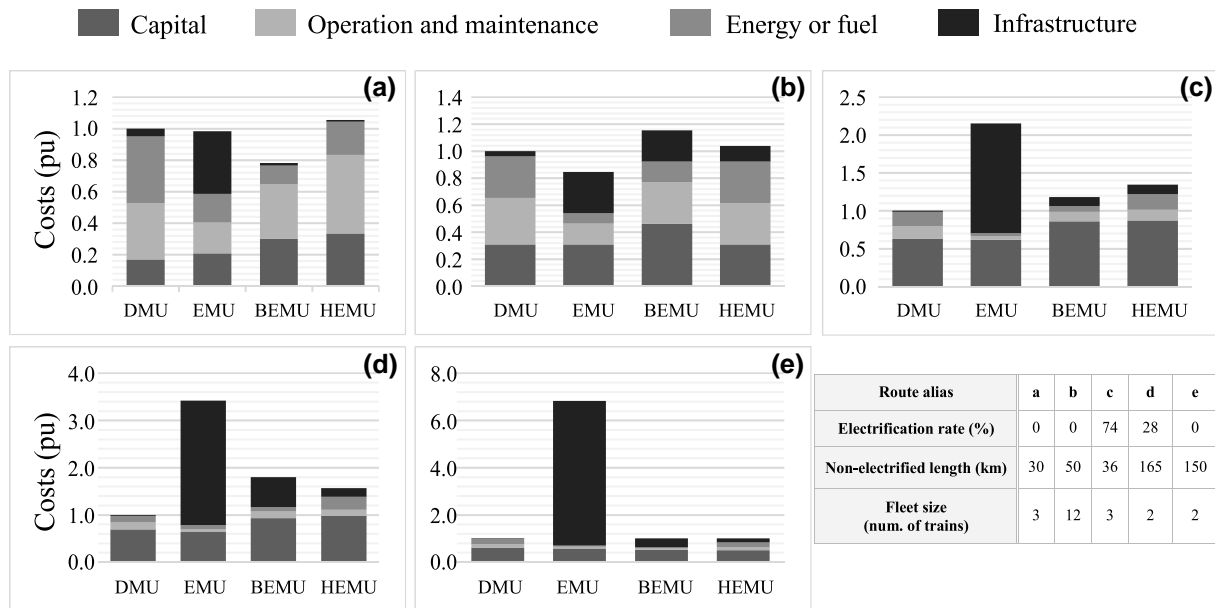 Capital Operation and maintenance Energy or fuel Infrastructure
(a)
Costs (pu)
1.2
1.0
0.8
0.6
0.4
0.2
0.0
DMU EMU BEMU HEMU
(b)
1.4
1.2
1.0
0.8
0.6
0.4
0.2
0.0
DMU EMU BEMU HEMU
(c)
2.5
2.0
1.5
1.0
0.5
0.0
DMU EMU BEMU HEMU
(d)
Costs (pu)
4.0
3.0
2.0
1.0
0.0
DMU EMU BEMU HEMU
(e)
8.0
6.0
4.0
2.0
0.0
DMU EMU BEMU HEMU
Route alias a b c d e
Electrification rate (%) 0 0 74 28 0
Non-electrified length (km) 30 50 36 165 150
Fleet size
(num. of trains) 3 12 3 2 2